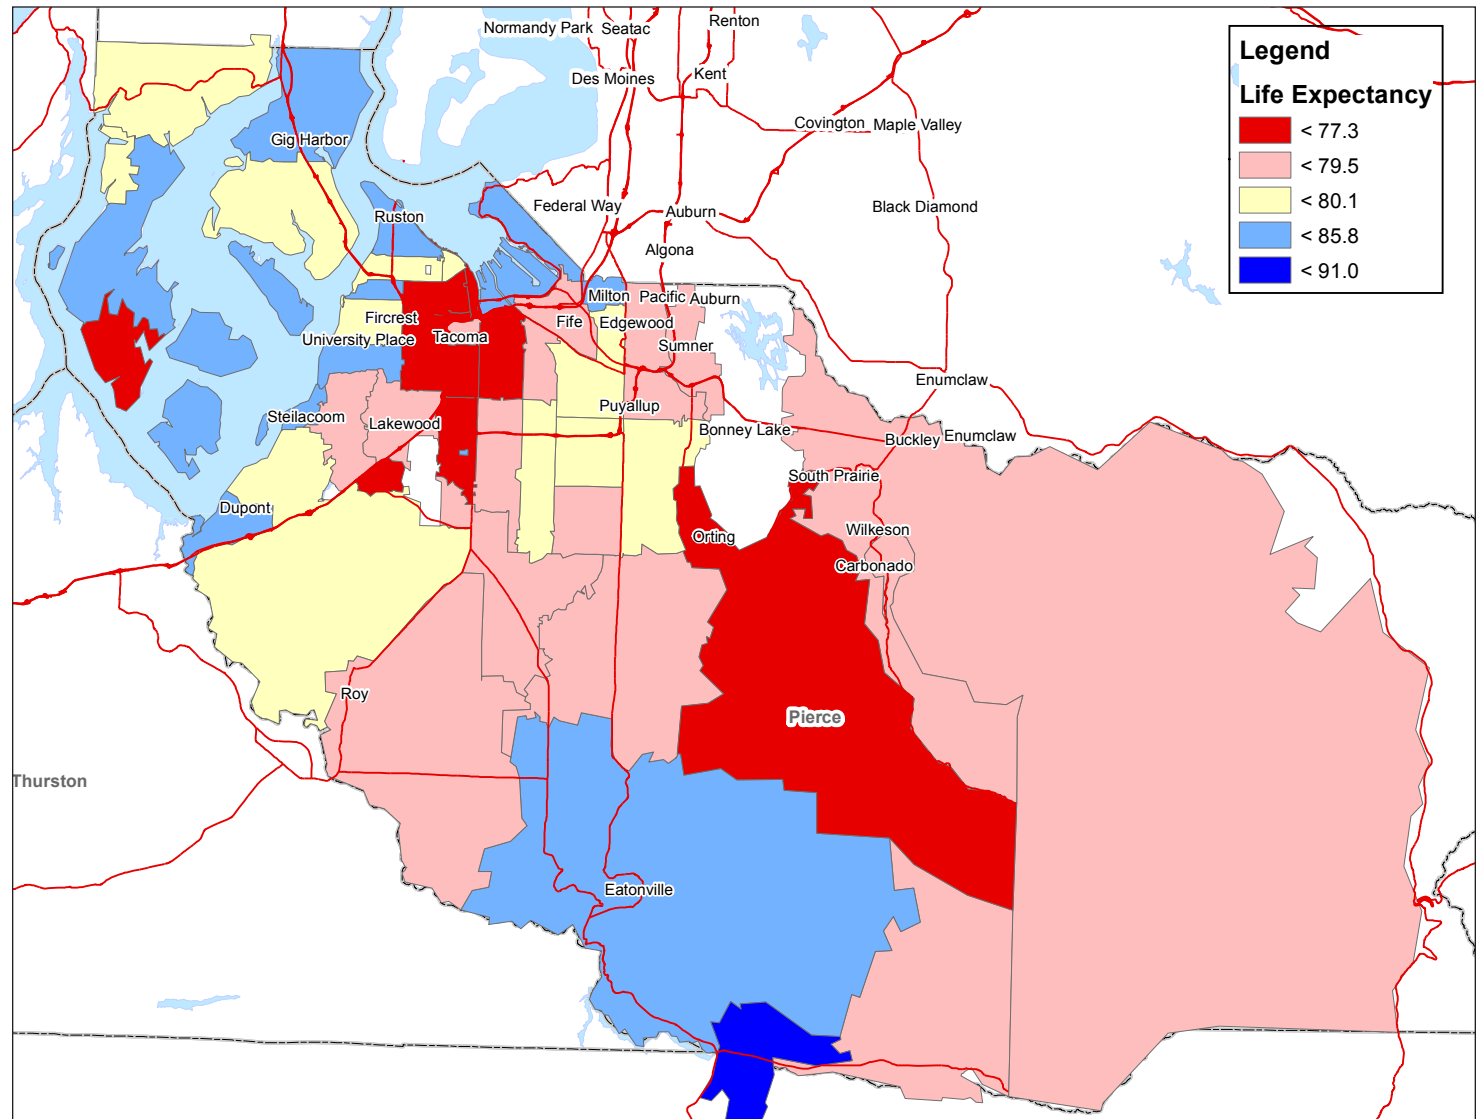 Normandy Park Seatac
Renton
Des Moines
Kent
Covington Maple Valley
Gig Harbor
Ruston
Federal Way
Auburn
Black Diamond
Algona
Milton Pacific Auburn
Fircrest
Fife Edgewood
University Place Tacoma
Sumner
Enumclaw
Puyallup
Steilacoom
Lakewood
Bonney Lake
Buckley Enumclaw
South Prairie
Dupont
Orting
Wilkeson
Carbonado
Roy
Pierce
Thurston
Eatonville
Legend
Life Expectancy
< 77.3
< 79.5
< 80.1
< 85.8
< 91.0